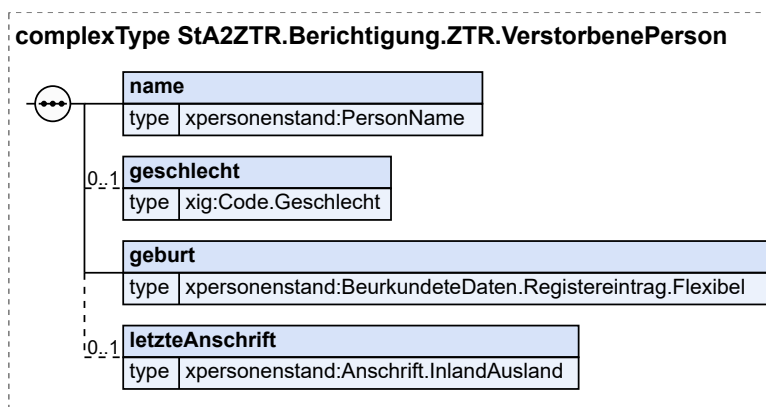 complexType StA2ZTR.Berichtigung.ZTR.VerstorbenePerson
name
type xpersonenstand:PersonName
0..1 geschlecht
type xig:Code.Geschlecht
geburt
type xpersonenstand:BeurkundeteDaten.Registereintrag.Flexibel
0..1 letzteAnschrift
type xpersonenstand:Anschrift.InlandAusland